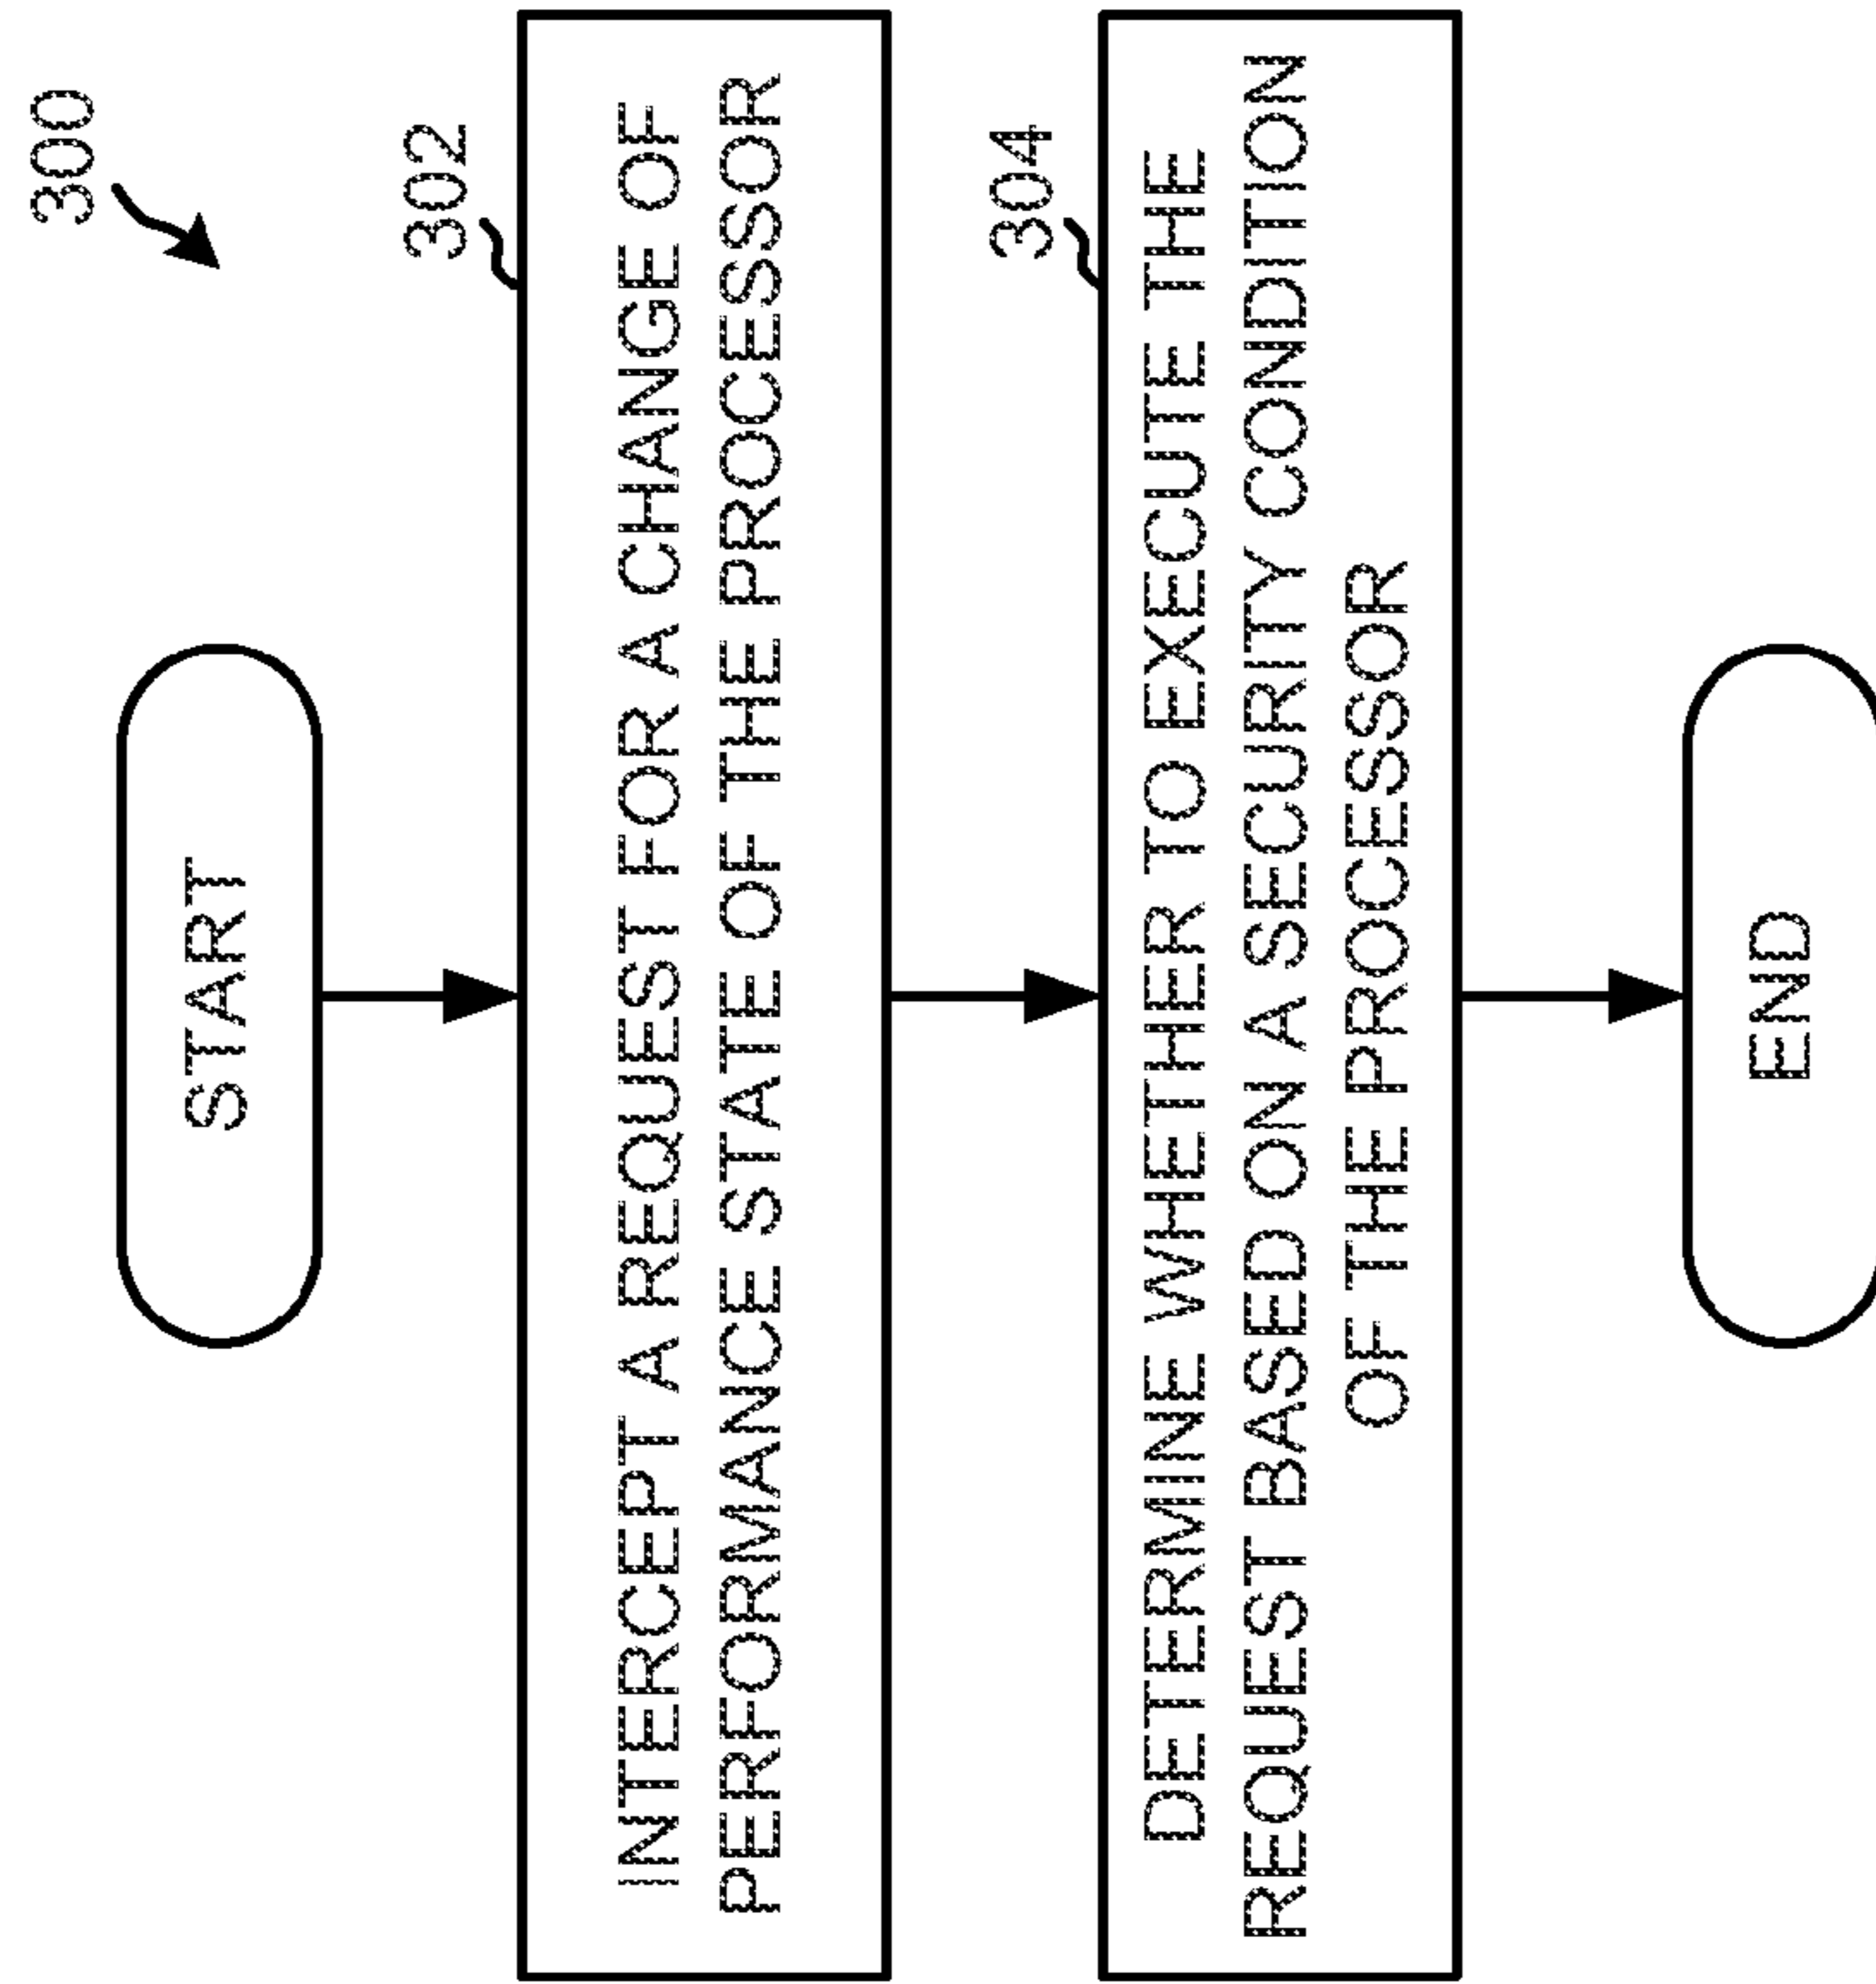 300
START
302
INTERCEPT A REQUEST FOR A CHANGE OF
PERFORMANCE STATE OF THE PROCESSOR
304
DETERMINE WHETHER TO EXECUTE THE
REQUEST BASED ON A SECURITY CONDITION
OF THE PROCESSOR
END